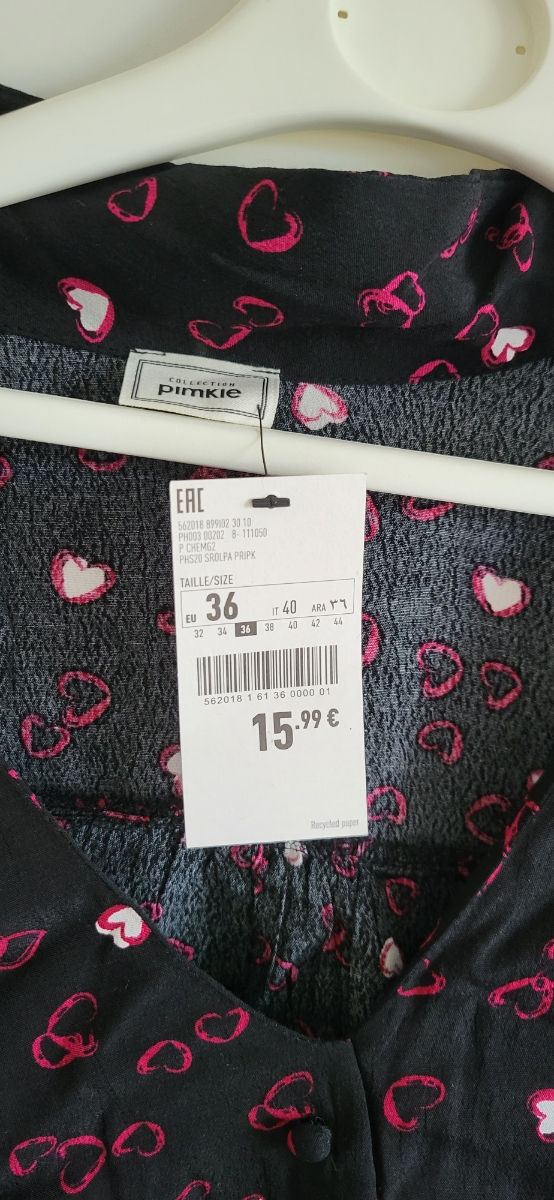 COLLECTION
pimkie
EAC
562018 899I02 30 10
PH003 00202 8- 111050
P CHEMG2
PHS20 SROLPA PRIPK
TAILLE/SIZE
EU 36 IT 40 ARA ٣٦
32 34 36 38 40 42 44
562018 1 61 36 0000 01
15.99 €
Recycled paper